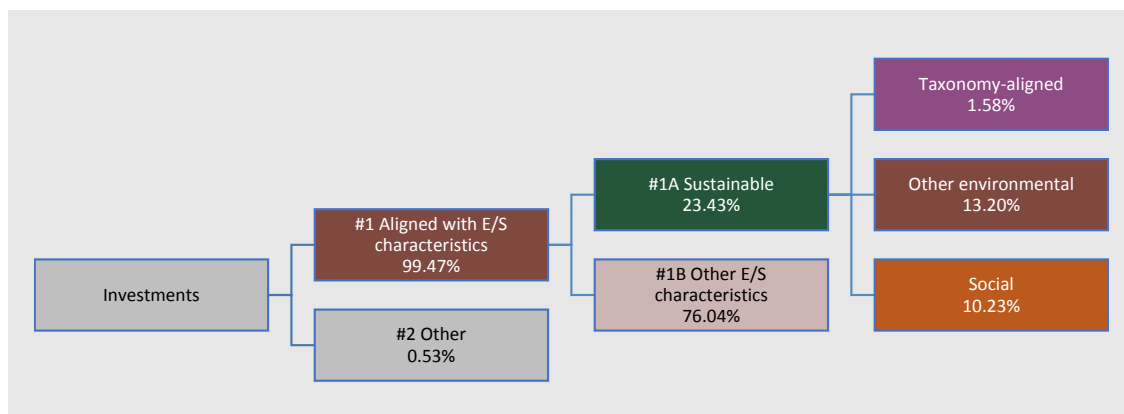 Investments
#1 Aligned with E/S
characteristics
99.47%
#2 Other
0.53%
#1A Sustainable
23.43%
#1B Other E/S
characteristics
76.04%
Taxonomy-aligned
1.58%
Other environmental
13.20%
Social
10.23%